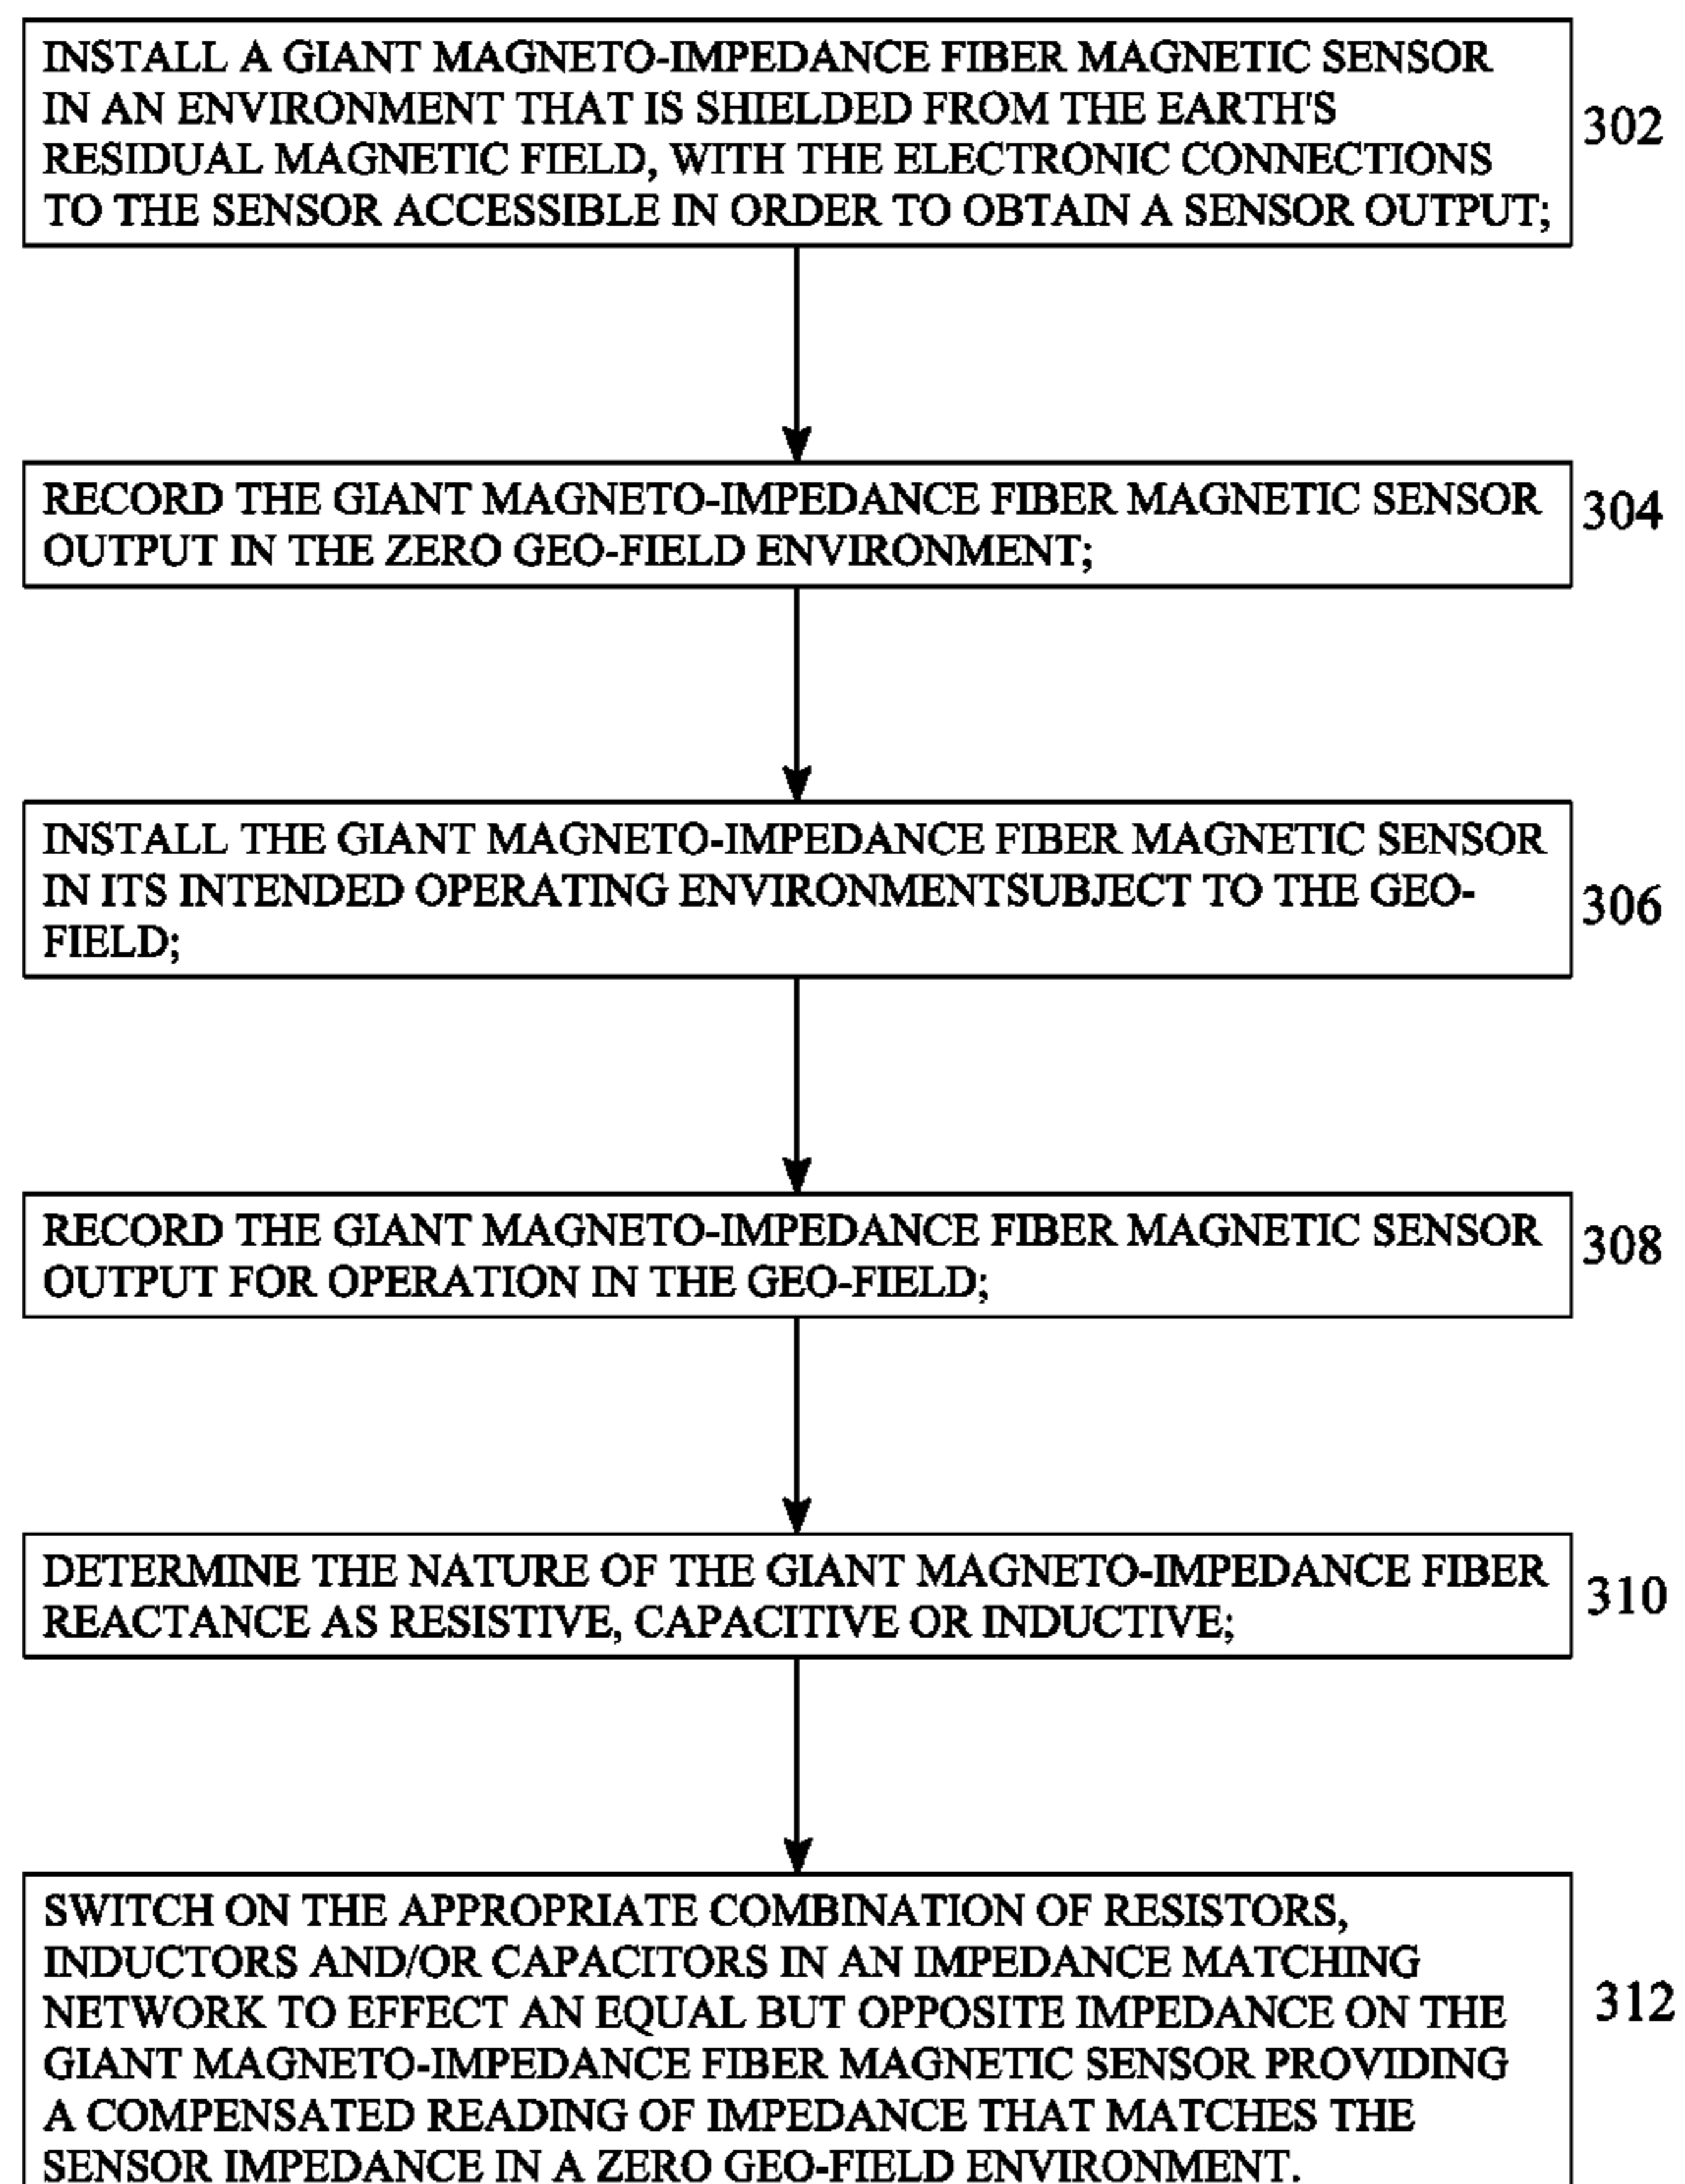 INSTALL A GIANT MAGNETO-IMPEDANCE FIBER MAGNETIC SENSOR
IN AN ENVIRONMENT THAT IS SHIELDED FROM THE EARTH'S
RESIDUAL MAGNETIC FIELD, WITH THE ELECTRONIC CONNECTIONS
TO THE SENSOR ACCESSIBLE IN ORDER TO OBTAIN A SENSOR OUTPUT;
302
RECORD THE GIANT MAGNETO-IMPEDANCE FIBER MAGNETIC SENSOR
OUTPUT IN THE ZERO GEO-FIELD ENVIRONMENT;
304
INSTALL THE GIANT MAGNETO-IMPEDANCE FIBER MAGNETIC SENSOR
IN ITS INTENDED OPERATING ENVIRONMENTSUBJECT TO THE GEO-
FIELD;
306
RECORD THE GIANT MAGNETO-IMPEDANCE FIBER MAGNETIC SENSOR
OUTPUT FOR OPERATION IN THE GEO-FIELD;
308
DETERMINE THE NATURE OF THE GIANT MAGNETO-IMPEDANCE FIBER
REACTANCE AS RESISTIVE, CAPACITIVE OR INDUCTIVE;
310
SWITCH ON THE APPROPRIATE COMBINATION OF RESISTORS,
INDUCTORS AND/OR CAPACITORS IN AN IMPEDANCE MATCHING
NETWORK TO EFFECT AN EQUAL BUT OPPOSITE IMPEDANCE ON THE
GIANT MAGNETO-IMPEDANCE FIBER MAGNETIC SENSOR PROVIDING
A COMPENSATED READING OF IMPEDANCE THAT MATCHES THE
SENSOR IMPEDANCE IN A ZERO GEO-FIELD ENVIRONMENT.
312